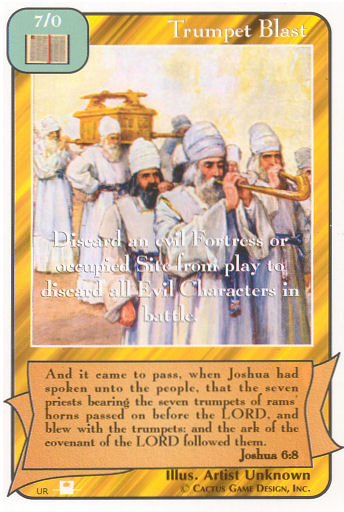 7/0
Trumpet Blast
Discard an evil Fortress or
occupied Site from play to
discard all Evil Characters in
battle.
And it came to pass, when Joshua had
spoken unto the people, that the seven
priests bearing the seven trumpets of rams'
horns passed on before the LORD, and
blew with the trumpets: and the ark of the
covenant of the LORD followed them.
Joshua 6:8
Illus. Artist Unknown
UR
© CACTUS GAME DESIGN, INC.